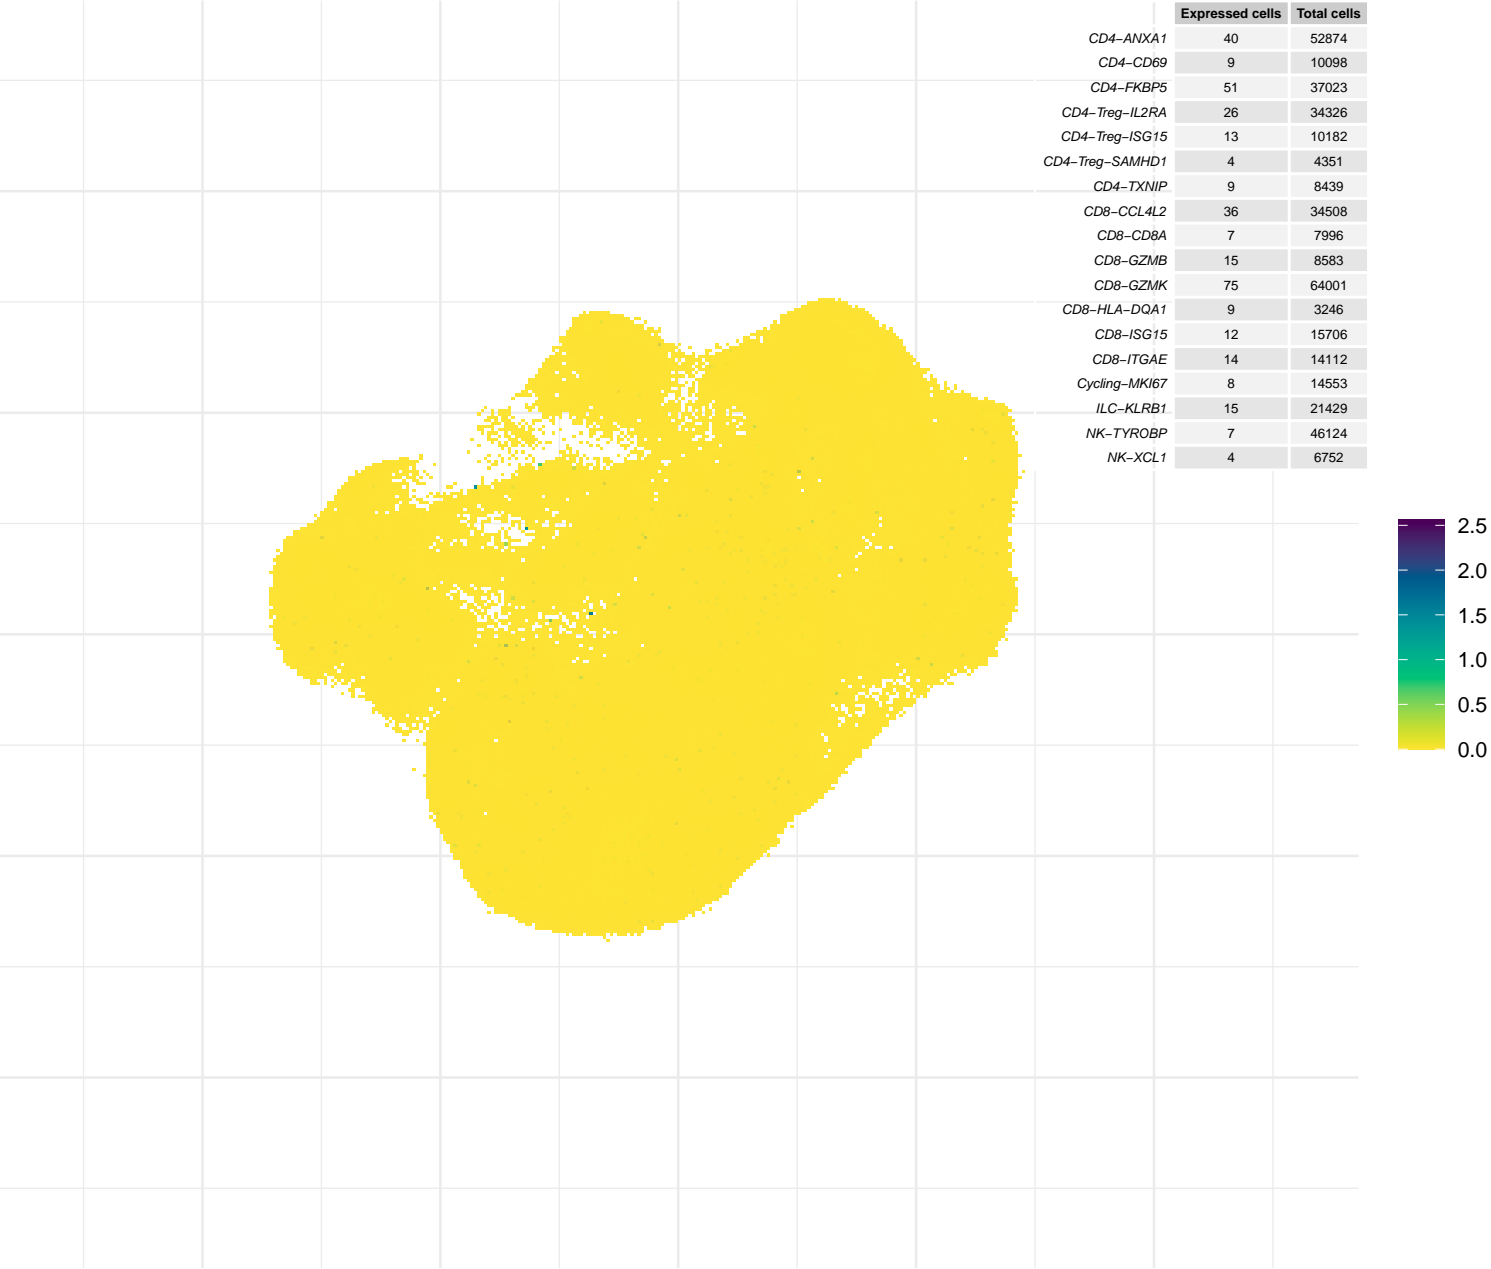 Expressed cells Total cells
CD4−ANXA1 40 52874
CD4−CD69 9 10098
CD4−FKBP5 51 37023
CD4−Treg−IL2RA 26 34326
CD4−Treg−ISG15 13 10182
CD4−Treg−SAMHD1 4 4351
CD4−TXNIP 9 8439
CD8−CCL4L2 36 34508
CD8−CD8A 7 7996
CD8−GZMB 15 8583
CD8−GZMK 75 64001
CD8−HLA−DQA1 9 3246
CD8−ISG15 12 15706
CD8−ITGAE 14 14112
Cycling−MKI67 8 14553
ILC−KLRB1 15 21429
NK−TYROBP 7 46124
NK−XCL1 4 6752
2.5
2.0
1.5
1.0
0.5
0.0